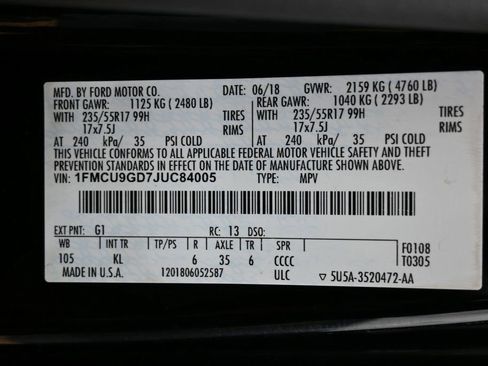 MFD. BY FORD MOTOR CO. DATE: 06/18 GVWR: 2159 KG ( 4760 LB)
FRONT GAWR: 1125 KG ( 2480 LB) REAR GAWR: 1040 KG ( 2293 LB)
WITH 235/55R17 99H TIRES WITH 235/55R17 99H TIRES
17x7.5J RIMS 17x7.5J RIMS
AT 240 kPa/ 35 PSI COLD AT 240 kPa/ 35 PSI COLD
THIS VEHICLE CONFORMS TO ALL APPLICABLE FEDERAL MOTOR VEHICLE SAFETY AND THEFT
PREVENTION STANDARDS IN EFFECT ON THE DATE OF MANUFACTURE SHOWN ABOVE.
VIN: 1FMCU9GD7JUC84005 TYPE: MPV
EXT PNT: G1 RC: 13 DSO:
WB INT TR TP/PS R AXLE TR SPR F0108
105 KL 6 35 6 CCCC T0305
MADE IN U.S.A. 1201806052587 ULC ▽ 5U5A-3520472-AA